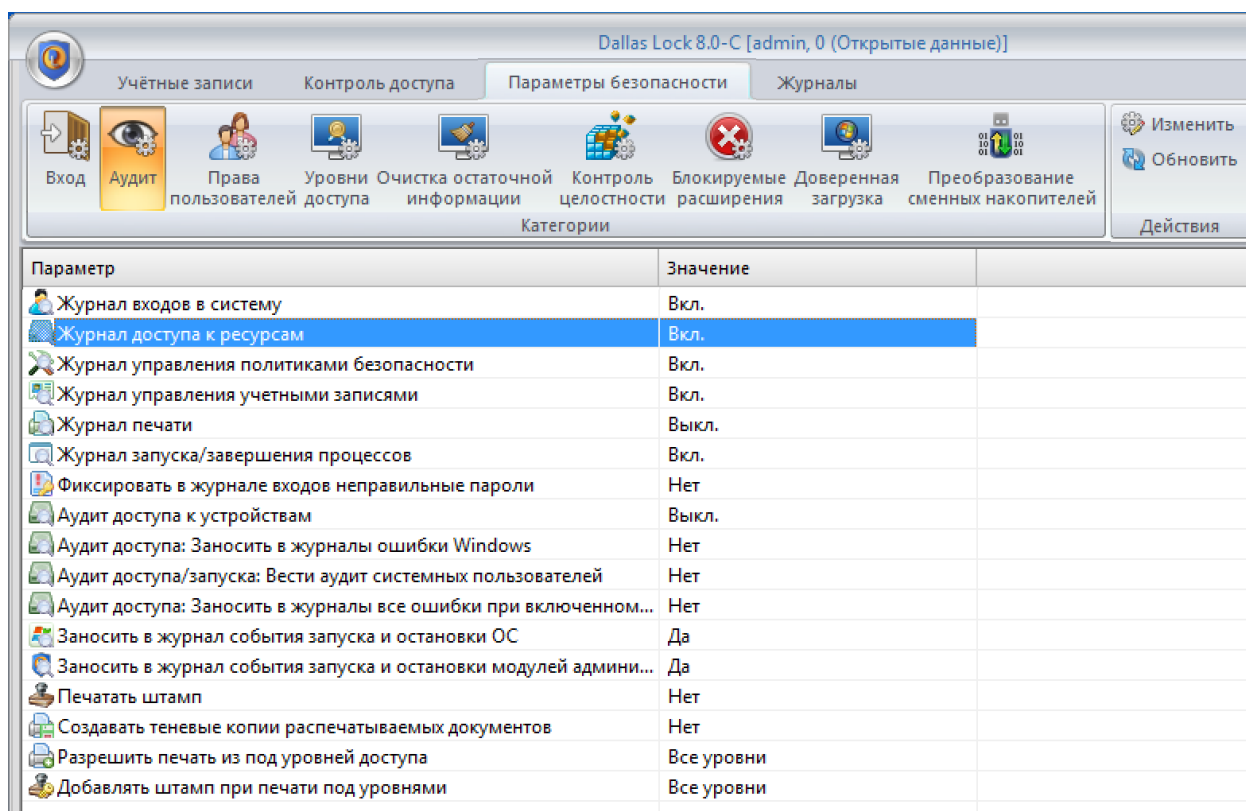 Dallas Lock 8.0-C [admin, 0 (Открытые данные)]
Учётные записи Контроль доступа Параметры безопасности Журналы
Вход Аудит Права пользователей Уровни доступа Очистка остаточной информации Контроль целостности Блокируемые расширения Доверенная загрузка Преобразование сменных накопителей
Категории
Изменить
Обновить
Действия
Параметр Значение
Журнал входов в систему Вкл.
Журнал доступа к ресурсам Вкл.
Журнал управления политиками безопасности Вкл.
Журнал управления учетными записями Вкл.
Журнал печати Выкл.
Журнал запуска/завершения процессов Вкл.
Фиксировать в журнале входов неправильные пароли Нет
Аудит доступа к устройствам Выкл.
Аудит доступа: Заносить в журналы ошибки Windows Нет
Аудит доступа/запуска: Вести аудит системных пользователей Нет
Аудит доступа: Заносить в журналы все ошибки при включенном... Нет
Заносить в журнал события запуска и остановки ОС Да
Заносить в журнал события запуска и остановки модулей админи... Да
Печатать штамп Нет
Создавать теневые копии распечатываемых документов Нет
Разрешить печать из под уровней доступа Все уровни
Добавлять штамп при печати под уровнями Все уровни